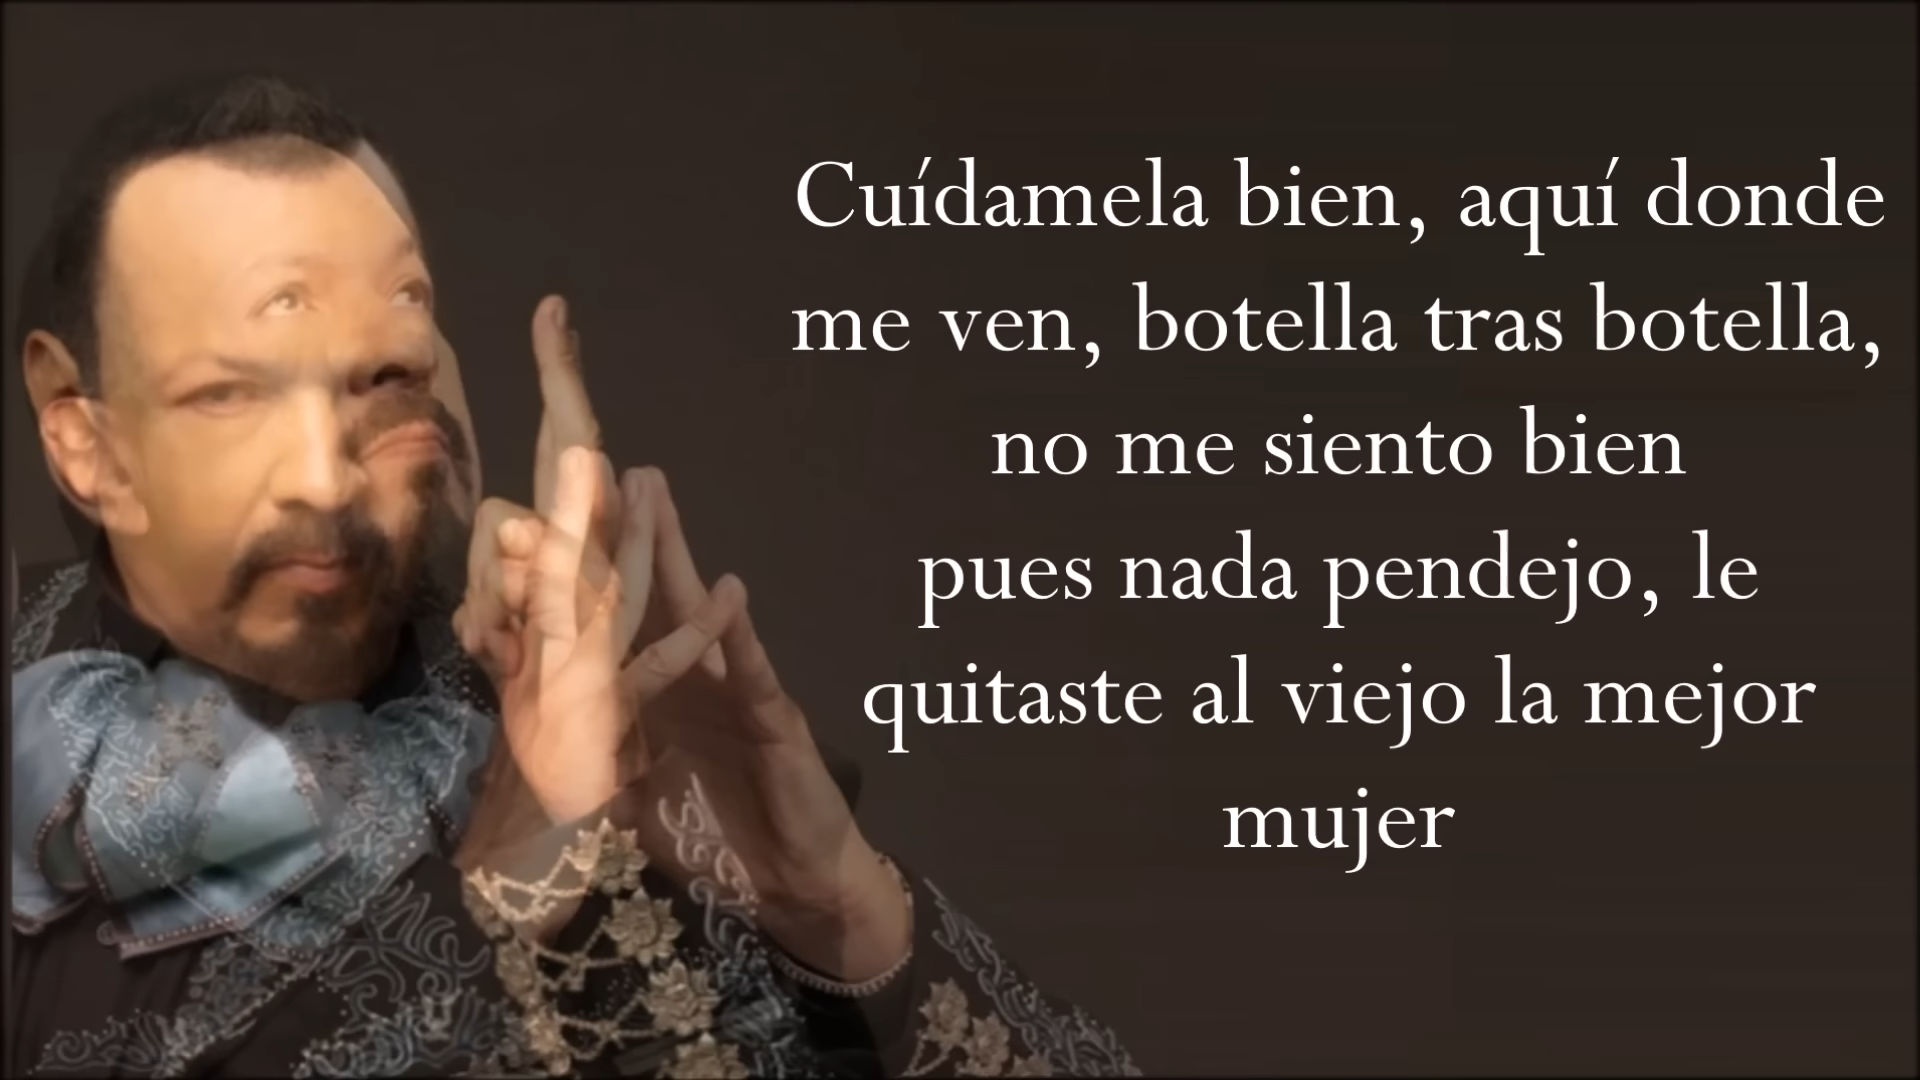 Cuídamela bien, aquí donde
me ven, botella tras botella,
no me siento bien
pues nada pendejo, le
quitaste al viejo la mejor
mujer